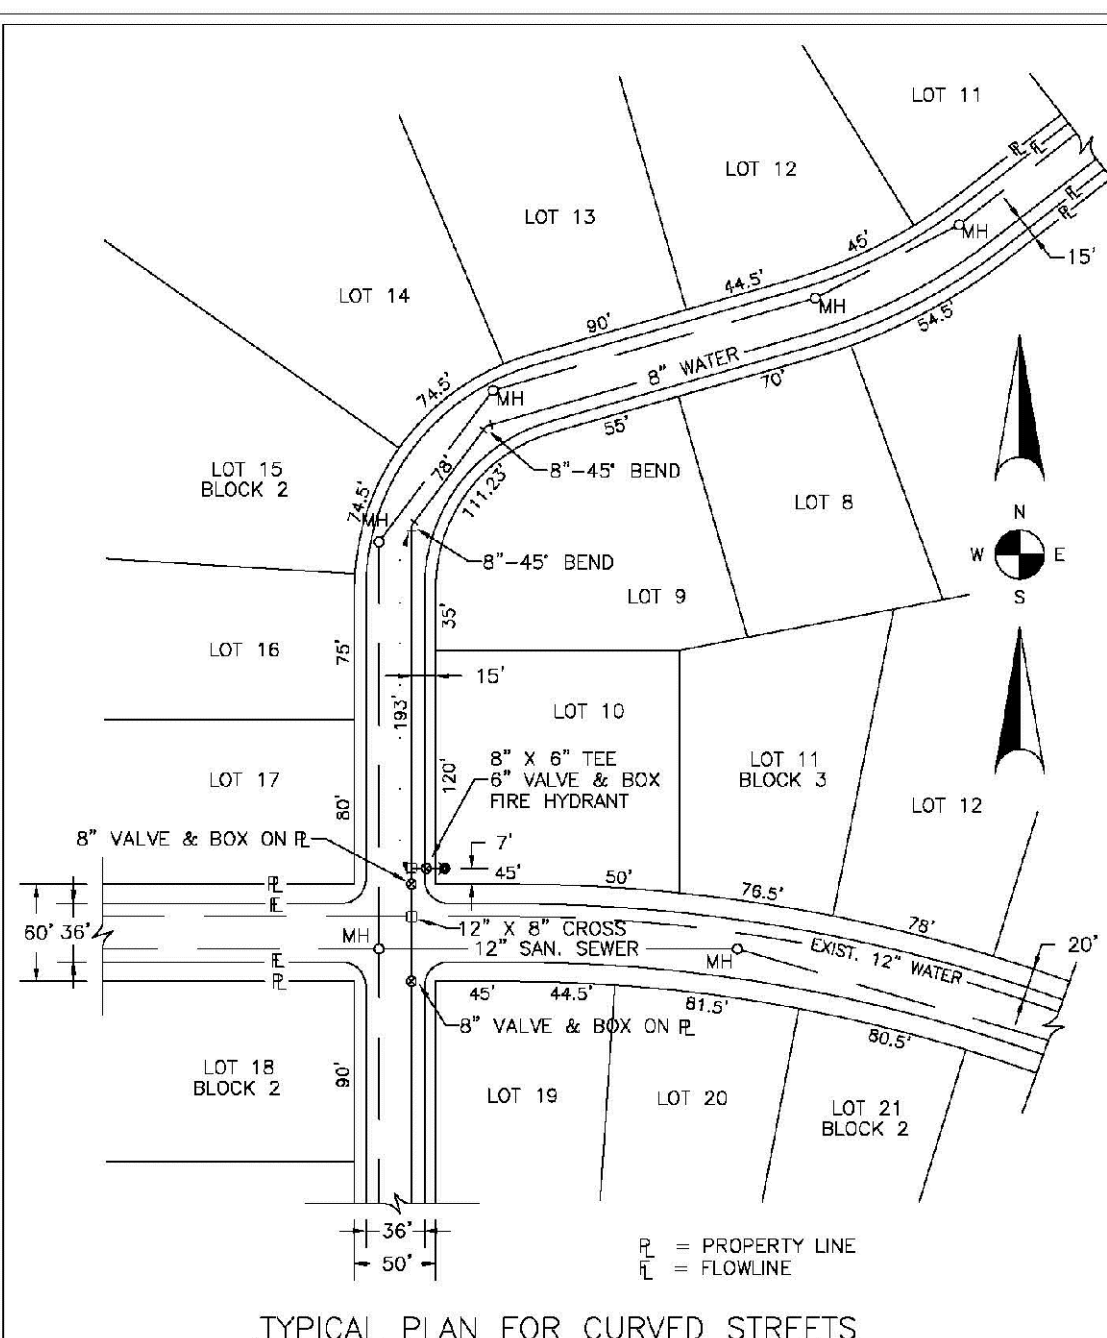 LOT 11
LOT 12
LOT 13
LOT 14
45'
44.5'
90'
74.5'
MH
15'
MH
54.5'
8" WATER
70'
MH
55'
78'
8"-45° BEND
111.23'
LOT 15
BLOCK 2
74.5'
MH
LOT 8
N
W E
S
8"-45° BEND
LOT 9
35'
LOT 16
75'
15'
193'
LOT 10
8" X 6" TEE
6" VALVE & BOX
FIRE HYDRANT
120'
LOT 11
BLOCK 3
LOT 17
80'
LOT 12
8" VALVE & BOX ON PL
7'
45'
50'
76.5'
78'
PL
FL
60' 36'
12" X 8" CROSS
12" SAN. SEWER
MH
MH
EXIST. 12" WATER
20'
FL
PL
45'
44.5'
81.5'
80.5'
8" VALVE & BOX ON PL
LOT 18
BLOCK 2
90'
LOT 19
LOT 20
LOT 21
BLOCK 2
36'
50'
PL = PROPERTY LINE
FL = FLOWLINE
TYPICAL PLAN FOR CURVED STREETS